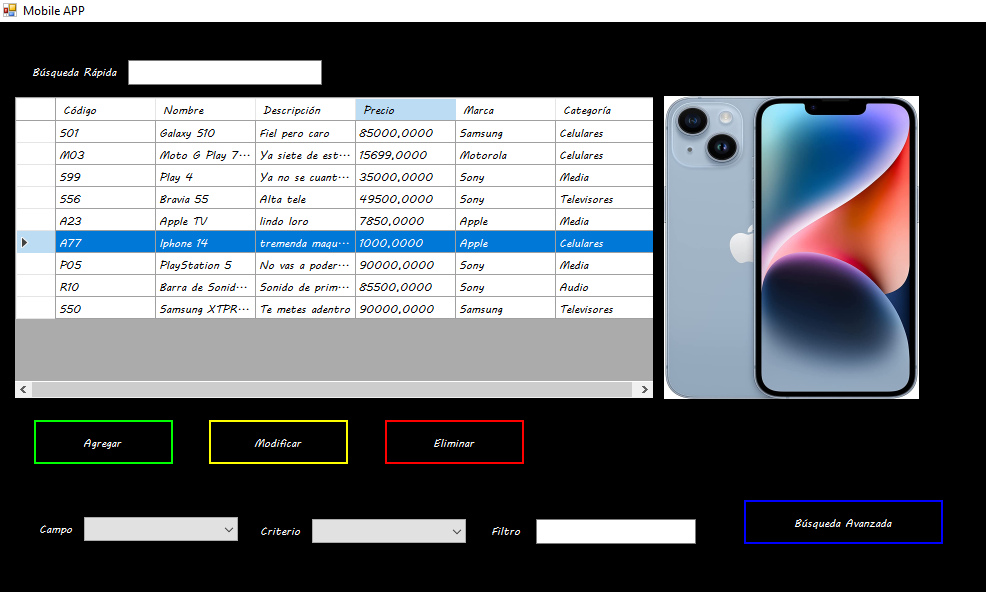 Mobile APP
Búsqueda Rápida
Código Nombre Descripción Precio Marca Categoría
S01 Galaxy S10 Fiel pero caro 85000,0000 Samsung Celulares
M03 Moto G Play 7... Ya siete de est... 15699,0000 Motorola Celulares
S99 Play 4 Ya no se cuant... 35000,0000 Sony Media
S56 Bravia 55 Alta tele 49500,0000 Sony Televisores
A23 Apple TV lindo loro 7850,0000 Apple Media
A77 Iphone 14 tremenda maqu... 1000,0000 Apple Celulares
P05 PlayStation 5 No vas a poder... 90000,0000 Sony Media
R10 Barra de Sonid... Sonido de prim... 85500,0000 Sony Audio
S50 Samsung XTPR... Te metes adentro 90000,0000 Samsung Televisores
Agregar Modificar Eliminar
Campo Criterio Filtro Búsqueda Avanzada